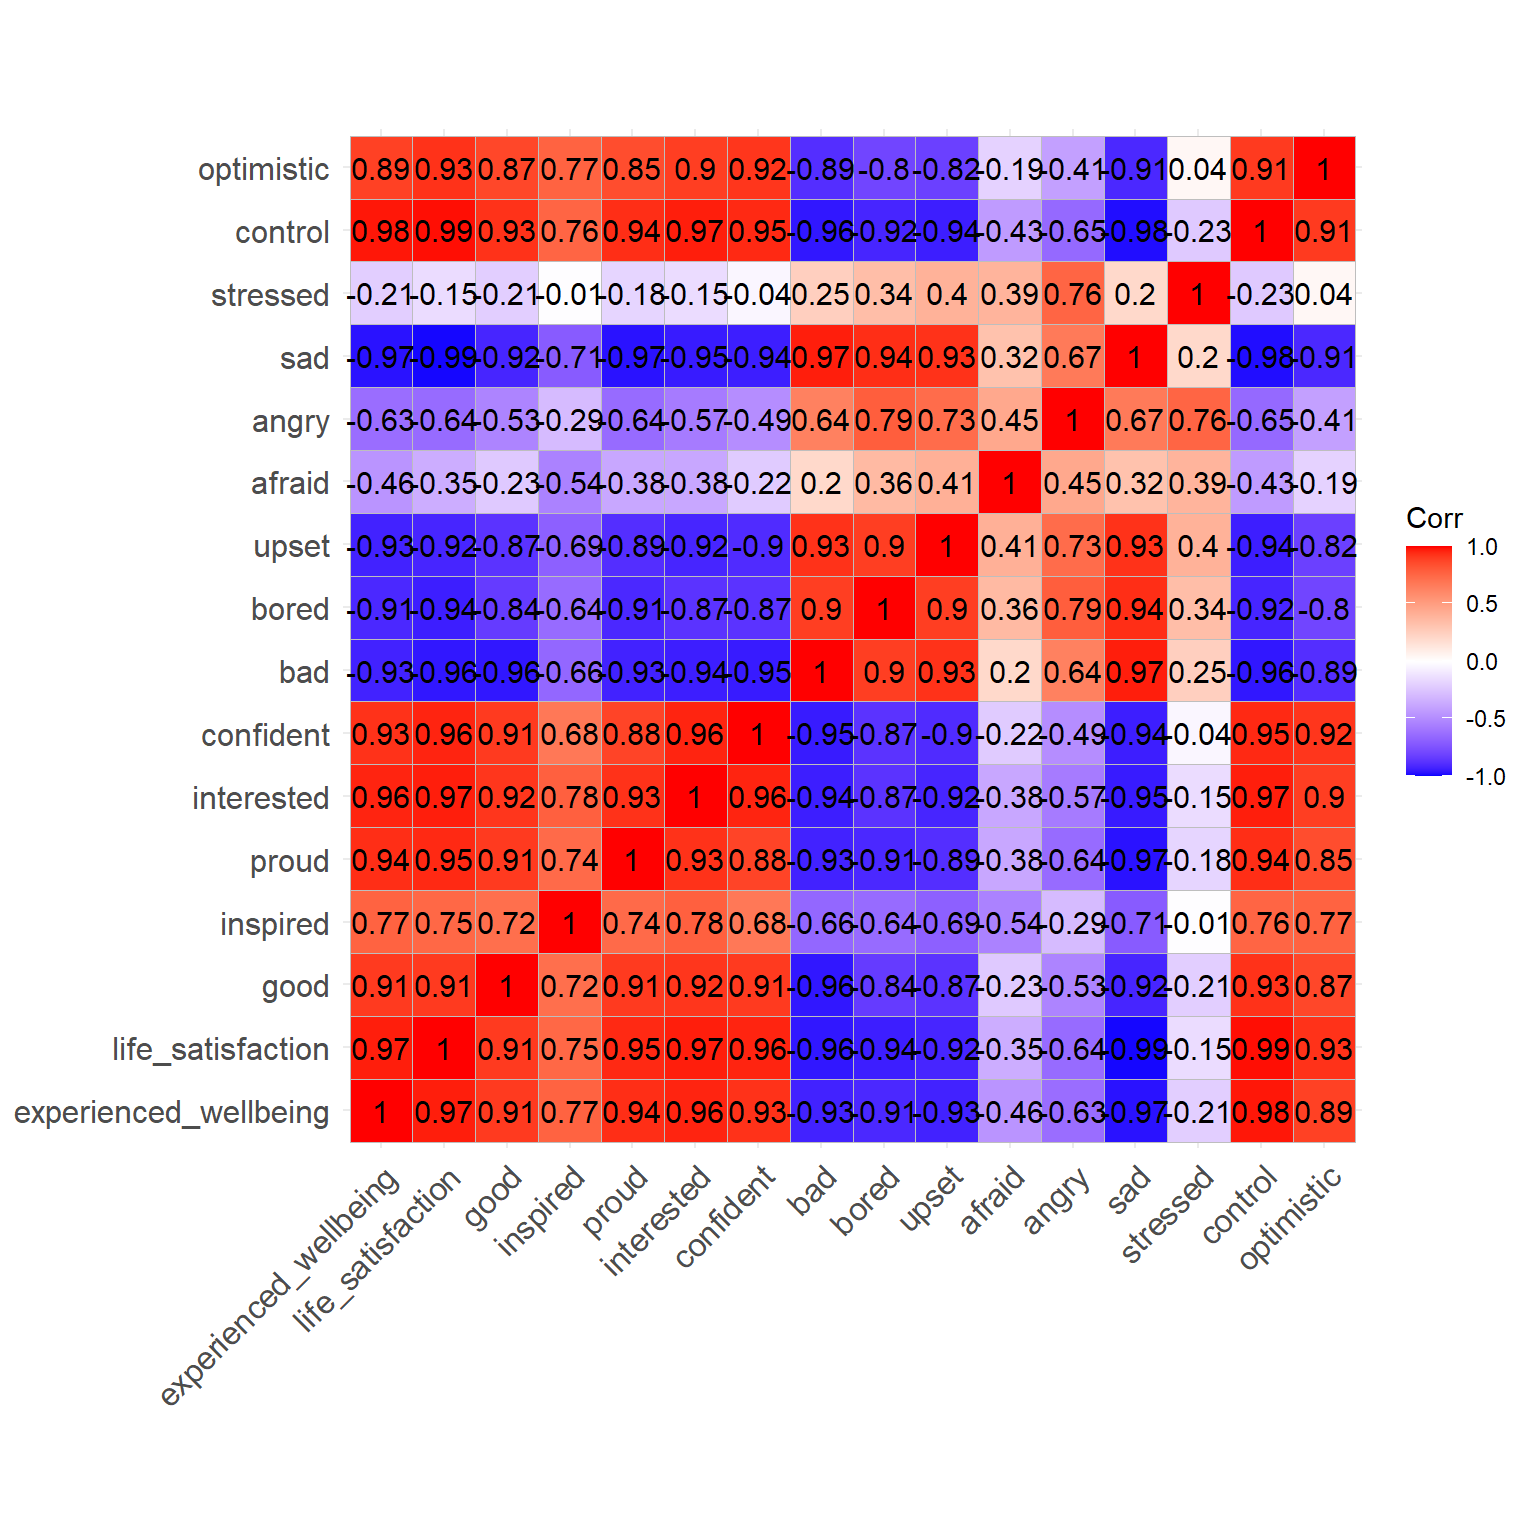 optimistic 0.89 0.93 0.87 0.77 0.85 0.9 0.92 -0.89 -0.8 -0.82 -0.19 -0.41 -0.91 0.04 0.91 1
control 0.98 0.99 0.93 0.76 0.94 0.97 0.95 -0.96 -0.92 -0.94 -0.43 -0.65 -0.98 -0.23 1 0.91
stressed -0.21 -0.15 -0.21 -0.01 -0.18 -0.15 -0.04 0.25 0.34 0.4 0.39 0.76 0.2 1 -0.23 0.04
sad -0.97 -0.99 -0.92 -0.71 -0.97 -0.95 -0.94 0.97 0.94 0.93 0.32 0.67 1 0.2 -0.98 -0.91
angry -0.63 -0.64 -0.53 -0.29 -0.64 -0.57 -0.49 0.64 0.79 0.73 0.45 1 0.67 0.76 -0.65 -0.41
afraid -0.46 -0.35 -0.23 -0.54 -0.38 -0.38 -0.22 0.2 0.36 0.41 1 0.45 0.32 0.39 -0.43 -0.19
upset -0.93 -0.92 -0.87 -0.69 -0.89 -0.92 -0.9 0.93 0.9 1 0.41 0.73 0.93 0.4 -0.94 -0.82
bored -0.91 -0.94 -0.84 -0.64 -0.91 -0.87 -0.87 0.9 1 0.9 0.36 0.79 0.94 0.34 -0.92 -0.8
bad -0.93 -0.96 -0.96 -0.66 -0.93 -0.94 -0.95 1 0.9 0.93 0.2 0.64 0.97 0.25 -0.96 -0.89
confident 0.93 0.96 0.91 0.68 0.88 0.96 1 -0.95 -0.87 -0.9 -0.22 -0.49 -0.94 -0.04 0.95 0.92
interested 0.96 0.97 0.92 0.78 0.93 1 0.96 -0.94 -0.87 -0.92 -0.38 -0.57 -0.95 -0.15 0.97 0.9
proud 0.94 0.95 0.91 0.74 1 0.93 0.88 -0.93 -0.91 -0.89 -0.38 -0.64 -0.97 -0.18 0.94 0.85
inspired 0.77 0.75 0.72 1 0.74 0.78 0.68 -0.66 -0.64 -0.69 -0.54 -0.29 -0.71 -0.01 0.76 0.77
good 0.91 0.91 1 0.72 0.91 0.92 0.91 -0.96 -0.84 -0.87 -0.23 -0.53 -0.92 -0.21 0.93 0.87
life_satisfaction 0.97 1 0.91 0.75 0.95 0.97 0.96 -0.96 -0.94 -0.92 -0.35 -0.64 -0.99 -0.15 0.99 0.93
experienced_wellbeing 1 0.97 0.91 0.77 0.94 0.96 0.93 -0.93 -0.91 -0.93 -0.46 -0.63 -0.97 -0.21 0.98 0.89
experienced_wellbeing
life_satisfaction
good
inspired
proud
interested
confident
bad
bored
upset
afraid
angry
sad
stressed
control
optimistic
Corr
1.0
0.5
0.0
-0.5
-1.0